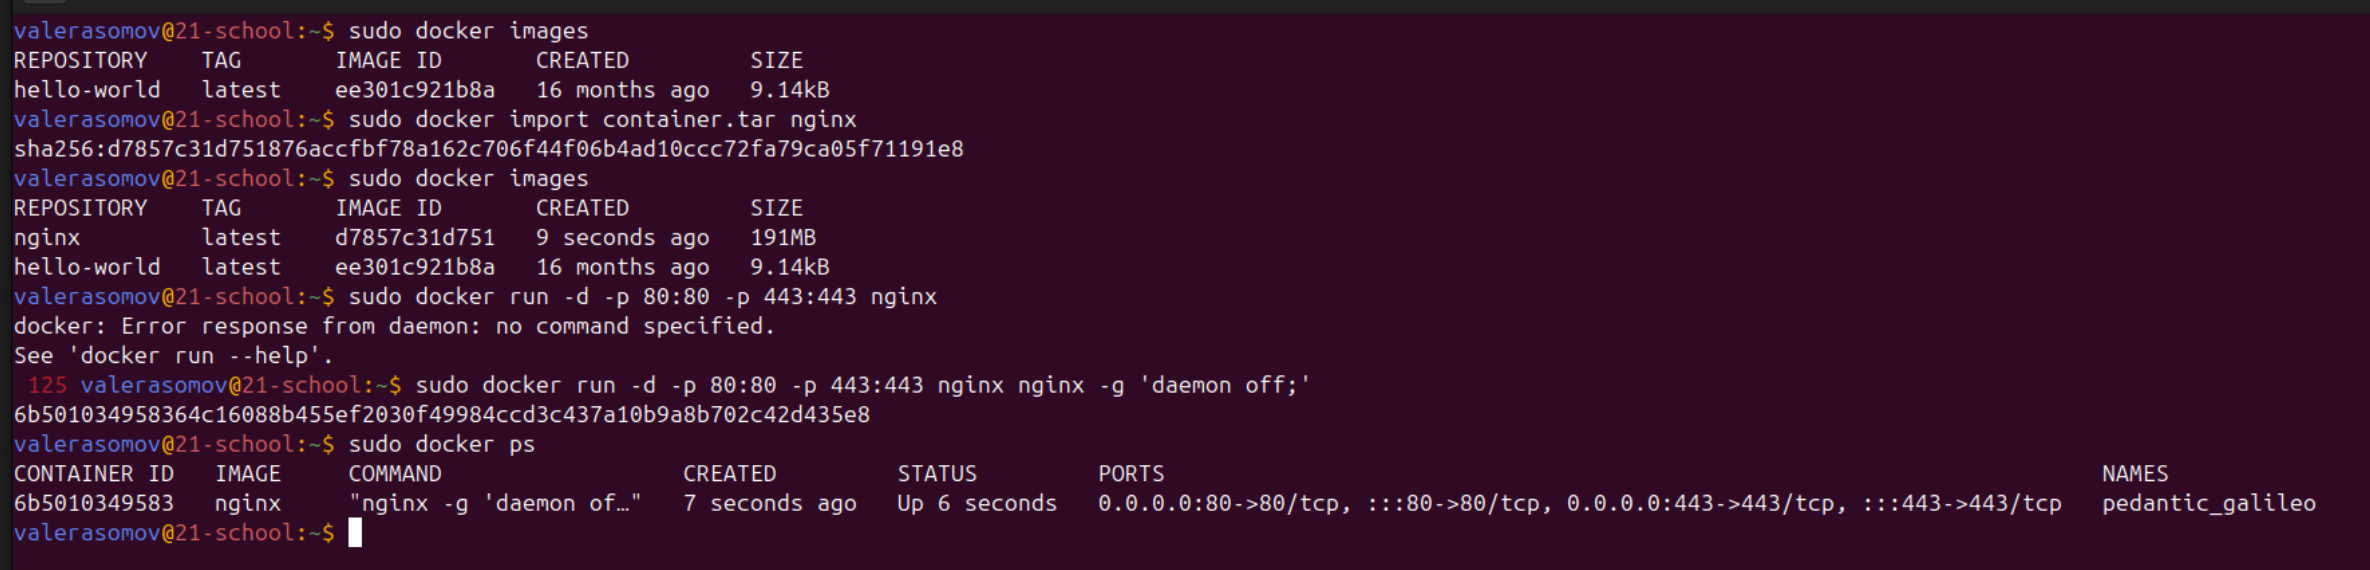 valerasomov@21-school:~$ sudo docker images
REPOSITORY    TAG       IMAGE ID       CREATED         SIZE
hello-world   latest    ee301c921b8a   16 months ago   9.14kB
valerasomov@21-school:~$ sudo docker import container.tar nginx
sha256:d7857c31d751876accfbf78a162c706f44f06b4ad10ccc72fa79ca05f71191e8
valerasomov@21-school:~$ sudo docker images
REPOSITORY    TAG       IMAGE ID       CREATED         SIZE
nginx         latest    d7857c31d751   9 seconds ago   191MB
hello-world   latest    ee301c921b8a   16 months ago   9.14kB
valerasomov@21-school:~$ sudo docker run -d -p 80:80 -p 443:443 nginx
docker: Error response from daemon: no command specified.
See 'docker run --help'.
 125 valerasomov@21-school:~$ sudo docker run -d -p 80:80 -p 443:443 nginx nginx -g 'daemon off;'
6b501034958364c16088b455ef2030f49984ccd3c437a10b9a8b702c42d435e8
valerasomov@21-school:~$ sudo docker ps
CONTAINER ID   IMAGE     COMMAND                  CREATED         STATUS         PORTS                                                                      NAMES
6b5010349583   nginx     "nginx -g 'daemon of…"   7 seconds ago   Up 6 seconds   0.0.0.0:80->80/tcp, :::80->80/tcp, 0.0.0.0:443->443/tcp, :::443->443/tcp   pedantic_galileo
valerasomov@21-school:~$